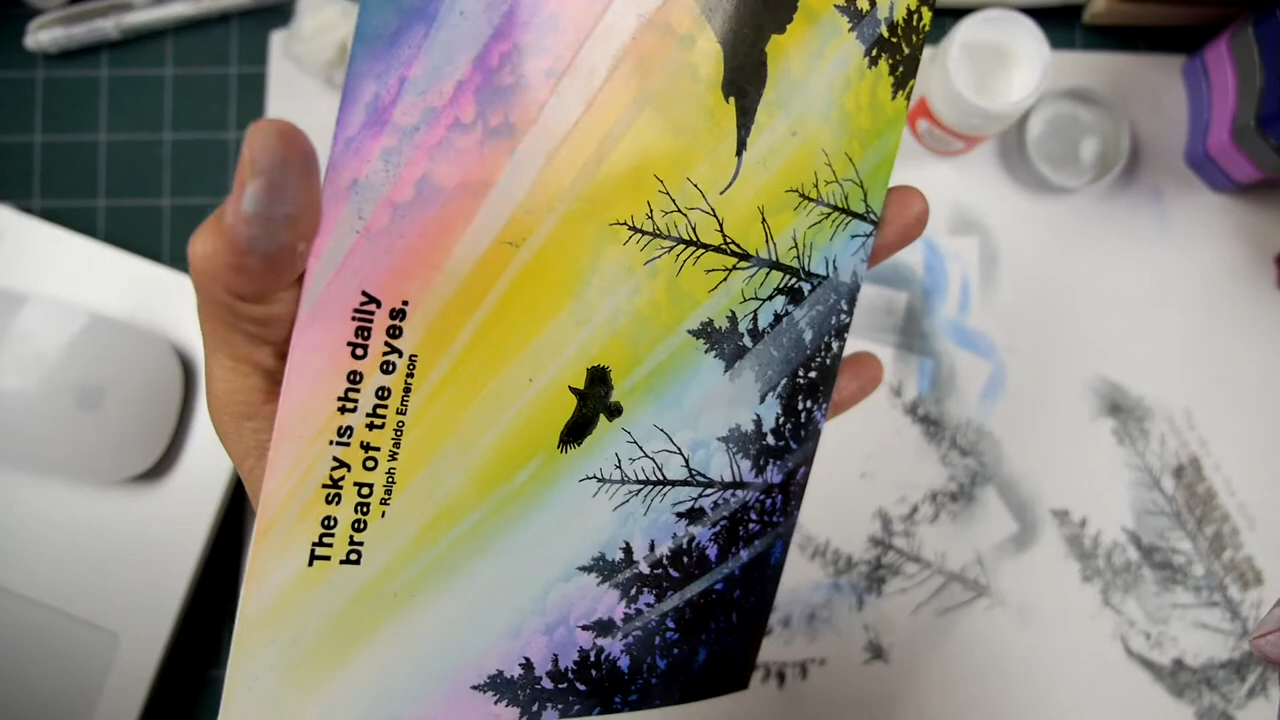 The sky is the daily
bread of the eyes.
- Ralph Waldo Emerson